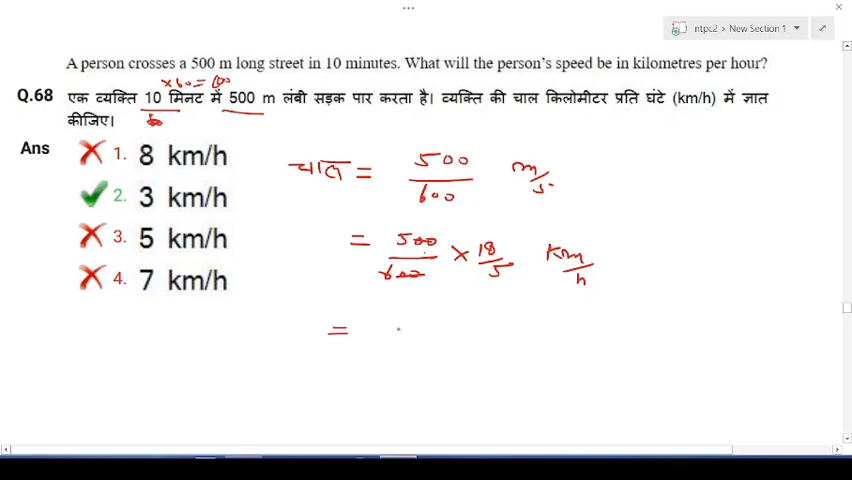 ntpc2 > New Section 1
A person crosses a 500 m long street in 10 minutes. What will the person's speed be in kilometres per hour?
×60=600
Q.68 एक व्यक्ति 10 मिनट में 500 m लंबी सड़क पार करता है। व्यक्ति की चाल किलोमीटर प्रति घंटे (km/h) में ज्ञात
कीजिए।
Ans
1. 8 km/h
2. 3 km/h
3. 5 km/h
4. 7 km/h
चाल = 500/600 m/s
= 500/600 × 18/5 Km/h
=